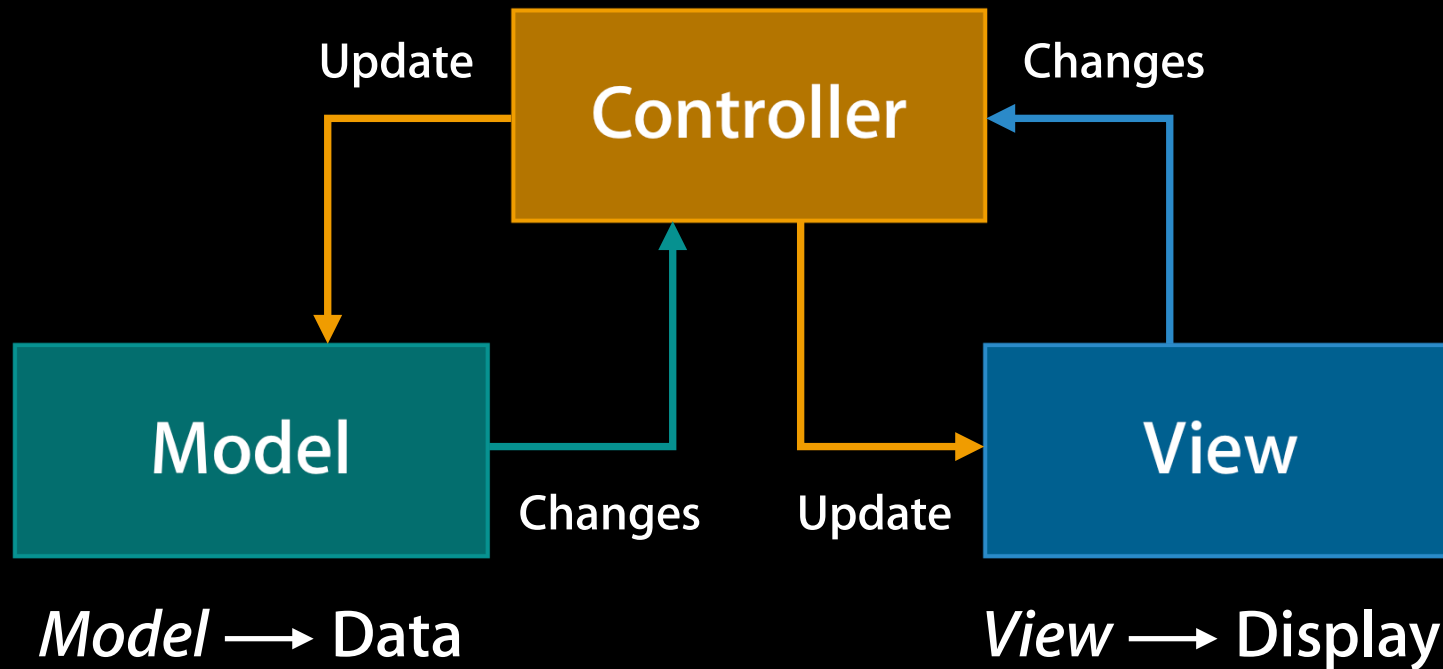 Update
Changes
Controller
Model
View
Changes
Update
Model → Data
View → Display